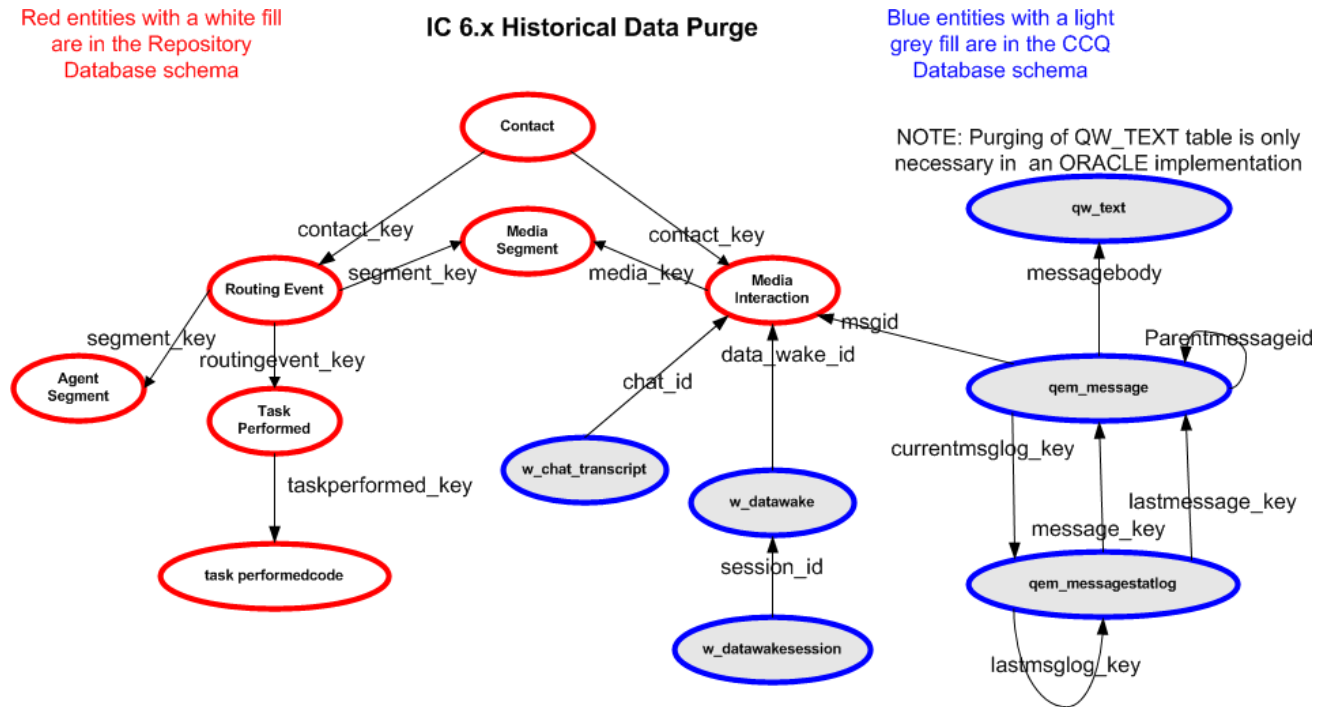 Red entities with a white fill
are in the Repository
Database schema
IC 6.x Historical Data Purge
Blue entities with a light
grey fill are in the CCQ
Database schema
Contact
NOTE: Purging of QW_TEXT table is only
necessary in an ORACLE implementation
qw_text
contact_key
Media
Segment
contact_key
segment_key
media_key
messagebody
Routing Event
Media
Interaction
msgid
Parentmessageid
segment_key
routingevent_key
data_wake_id
chat_id
Agent
Segment
qem_message
Task
Performed
currentmsglog_key
w_chat_transcript
taskperformed_key
w_datawake
lastmessage_key
message_key
session_id
task performedcode
qem_messagestatlog
w_datawakesession
lastmsglog_key